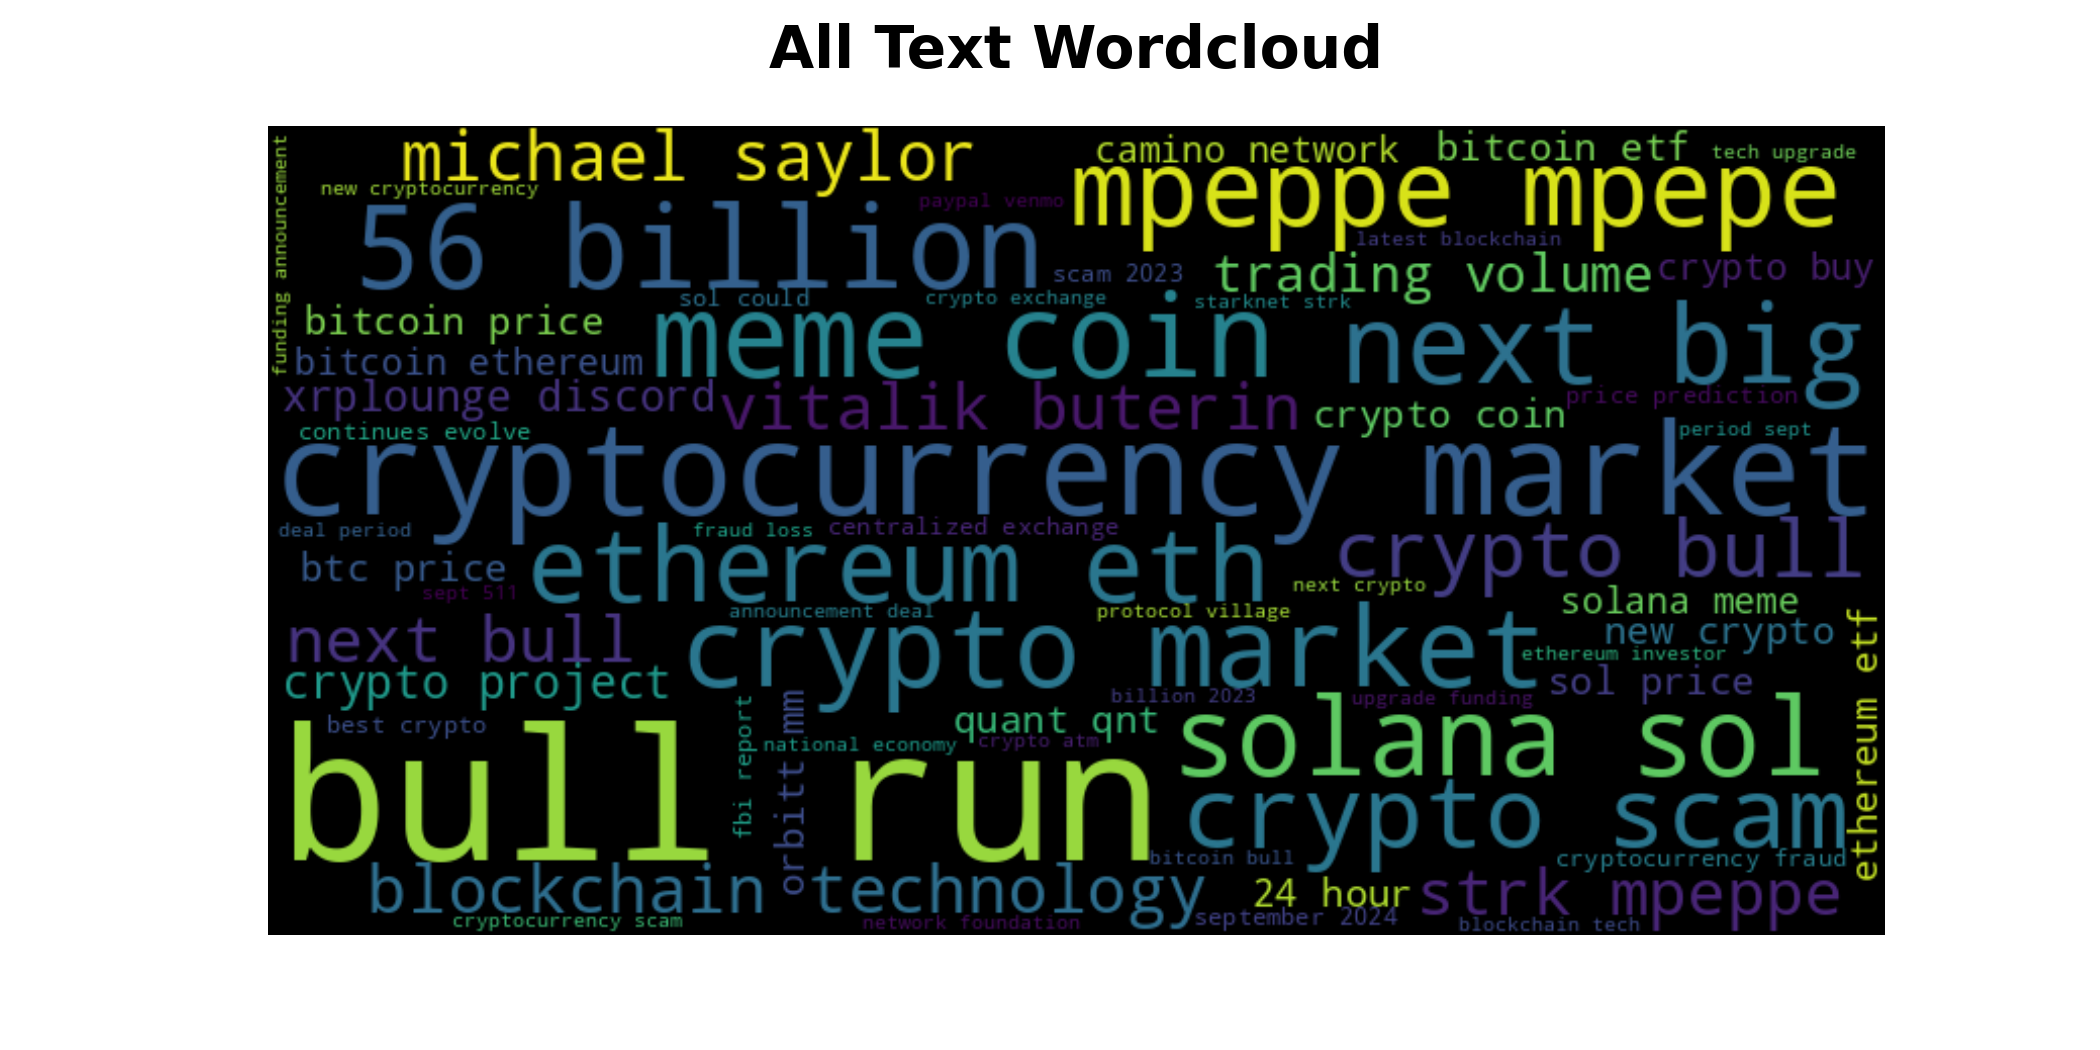 All Text Wordcloud
funding announcement
michael saylor
camino network
bitcoin etf
tech upgrade
new cryptocurrency
paypal venmo
mpeppe mpepe
56 billion
latest blockchain
scam 2023
trading volume
crypto buy
sol could
crypto exchange
starknet strk
bitcoin price
meme coin
next big
bitcoin ethereum
xrplounge discord
vitalik buterin
crypto coin
price prediction
continues evolve
period sept
cryptocurrency market
deal period
fraud loss
centralized exchange
btc price
ethereum eth
crypto bull
sept 511
next crypto
solana meme
announcement deal
protocol village
next bull
crypto market
new crypto
ethereum investor
ethereum etf
crypto project
sol price
billion 2023
upgrade funding
best crypto
fbi report
orbitt mm
quant qnt
solana sol
national economy
crypto atm
bull run
crypto scam
bitcoin bull
cryptocurrency fraud
blockchain technology
24 hour
strk mpeppe
cryptocurrency scam
network foundation
september 2024
blockchain tech